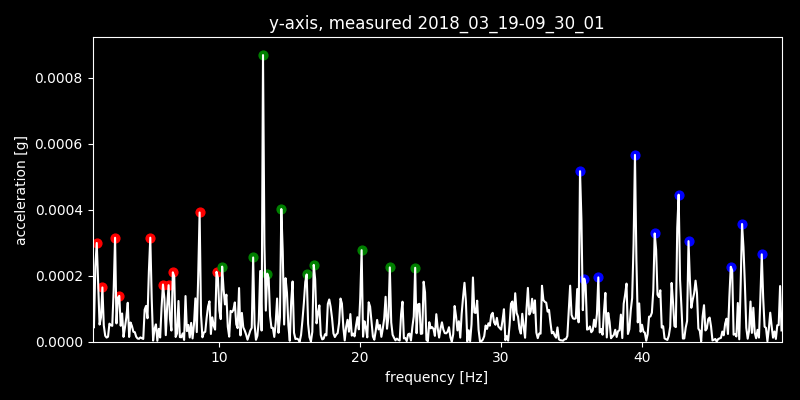 y-axis, measured 2018_03_19-09_30_01
acceleration [g]
0.0008
0.0006
0.0004
0.0002
0.0000
10 20 30 40
frequency [Hz]